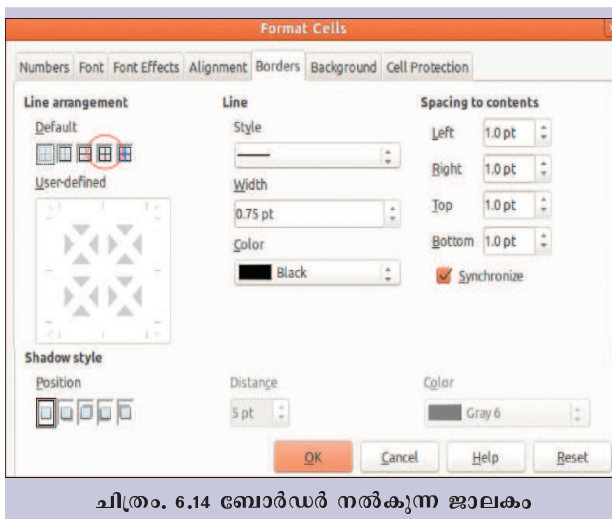 Format Cells
Numbers Font Font Effects Alignment Borders Background Cell Protection
Line arrangement
Default
User-defined
Line
Style
Width
0.75 pt
Color
Black
Spacing to contents
Left 1.0 pt
Right 1.0 pt
Top 1.0 pt
Bottom 1.0 pt
Synchronize
Shadow style
Position
Distance
5 pt
Color
Gray 6
OK Cancel Help Reset
ചിത്രം. 6.14 ബോർഡർ നൽകുന്ന ജാലകം